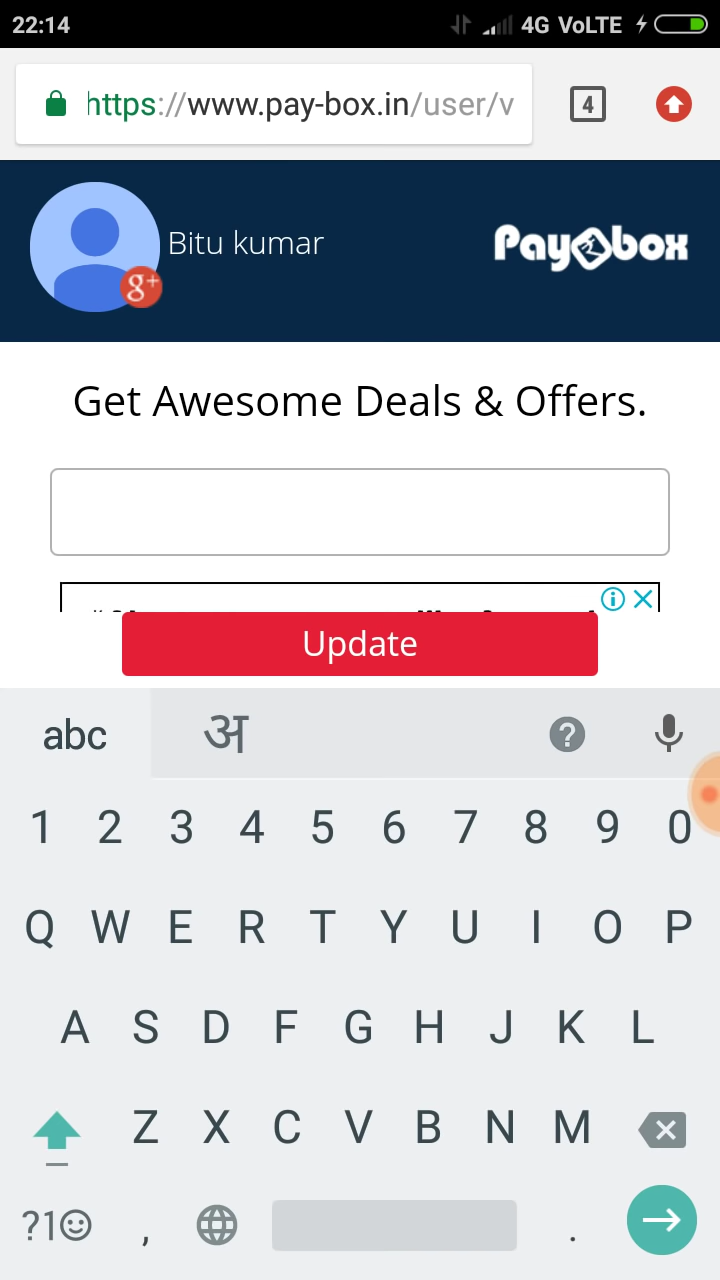 22:14 4G VoLTE
https://www.pay-box.in/user/v 4
Bitu kumar g+ Paybox
Get Awesome Deals & Offers.
Update
abc अ ?
1 2 3 4 5 6 7 8 9 0
Q W E R T Y U I O P
A S D F G H J K L
Z X C V B N M
?1☺ , .